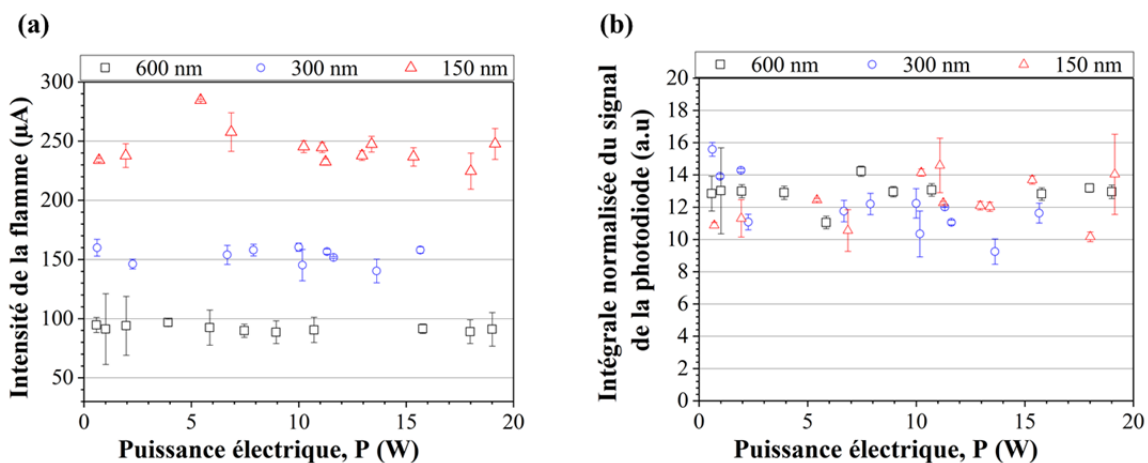 (a)
600 nm 300 nm 150 nm
300
250
200
150
100
50
Intensité de la flamme (µA)
0 5 10 15 20
Puissance électrique, P (W)
(b)
600 nm 300 nm 150 nm
20
18
16
14
12
10
8
6
4
2
0
Intégrale normalisée du signal
de la photodiode (a.u)
0 5 10 15 20
Puissance électrique, P (W)